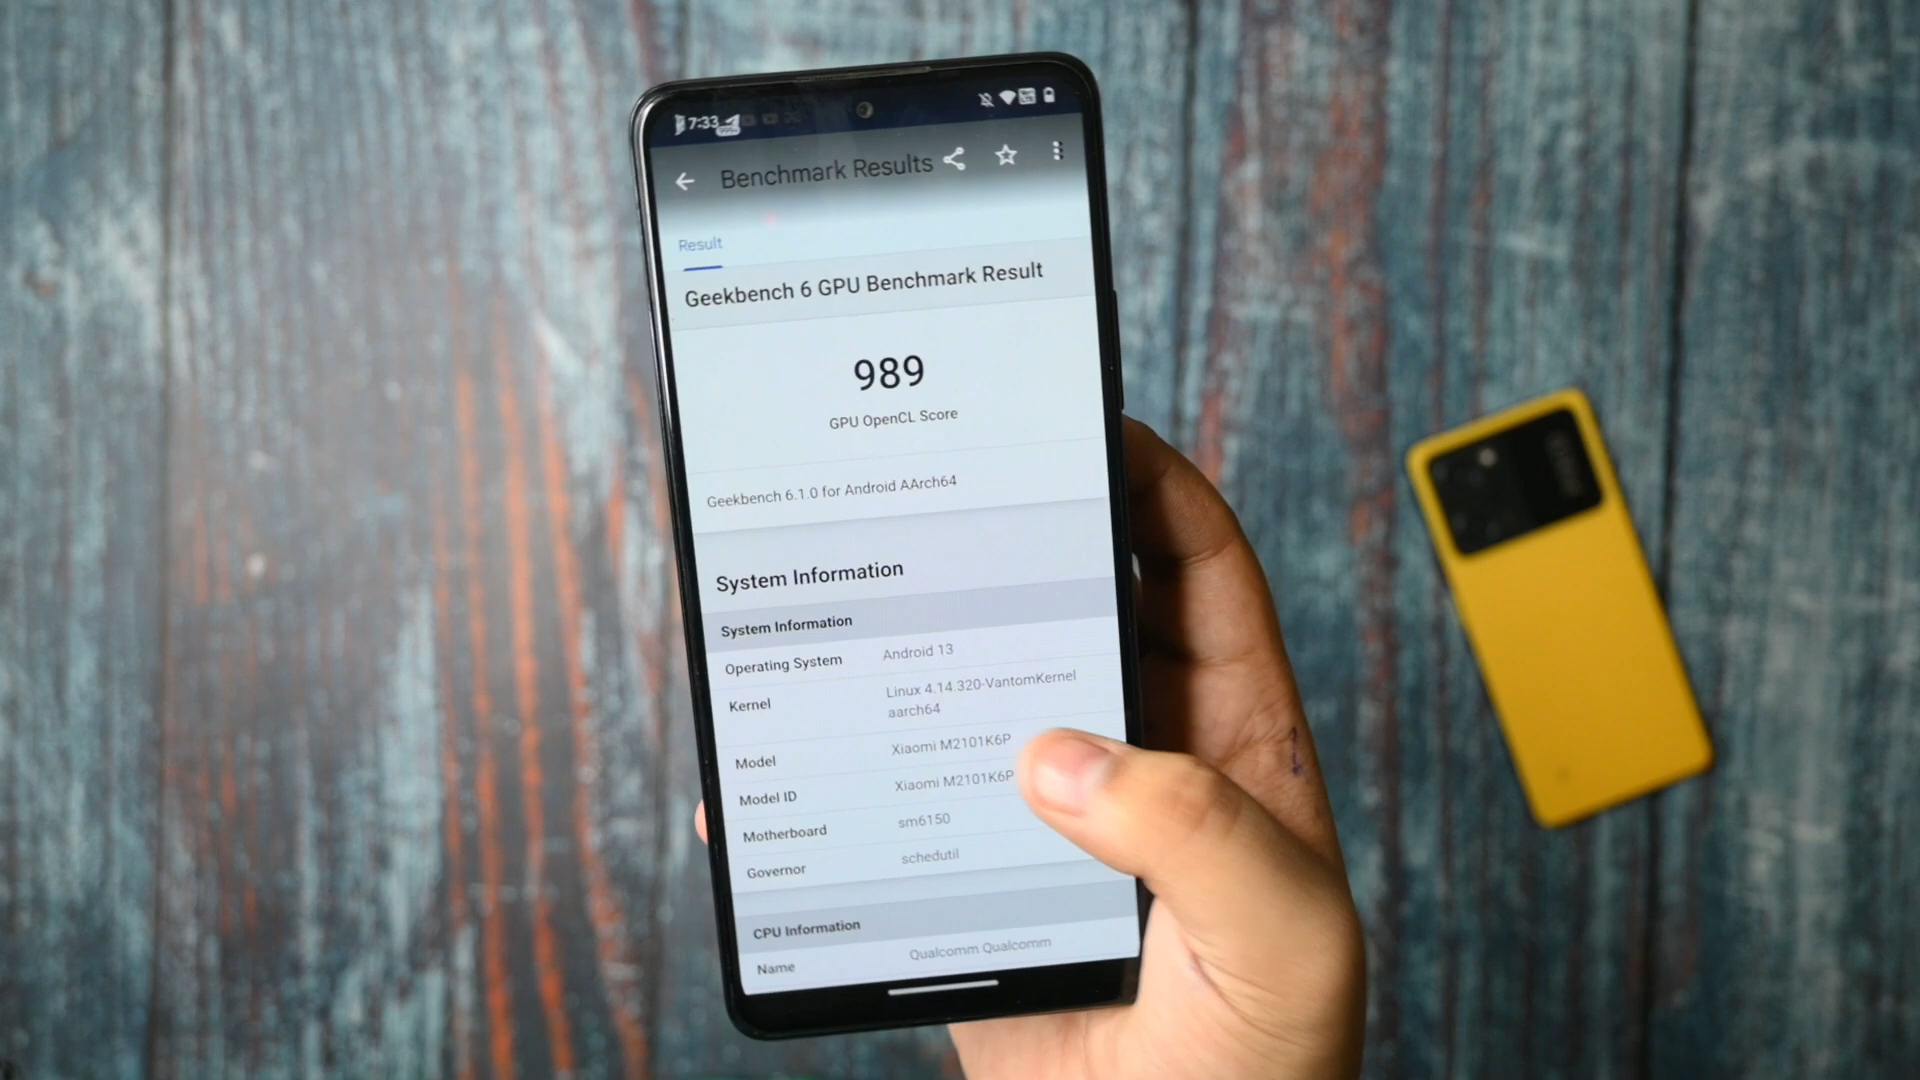 7:33
Benchmark Results
Result
Geekbench 6 GPU Benchmark Result
989
GPU OpenCL Score
Geekbench 6.1.0 for Android AArch64
System Information
System Information
Operating System Android 13
Kernel Linux 4.14.320-VantomKernel
aarch64
Model Xiaomi M2101K6P
Model ID Xiaomi M2101K6P
Motherboard sm6150
Governor schedutil
CPU Information
Name Qualcomm Qualcomm